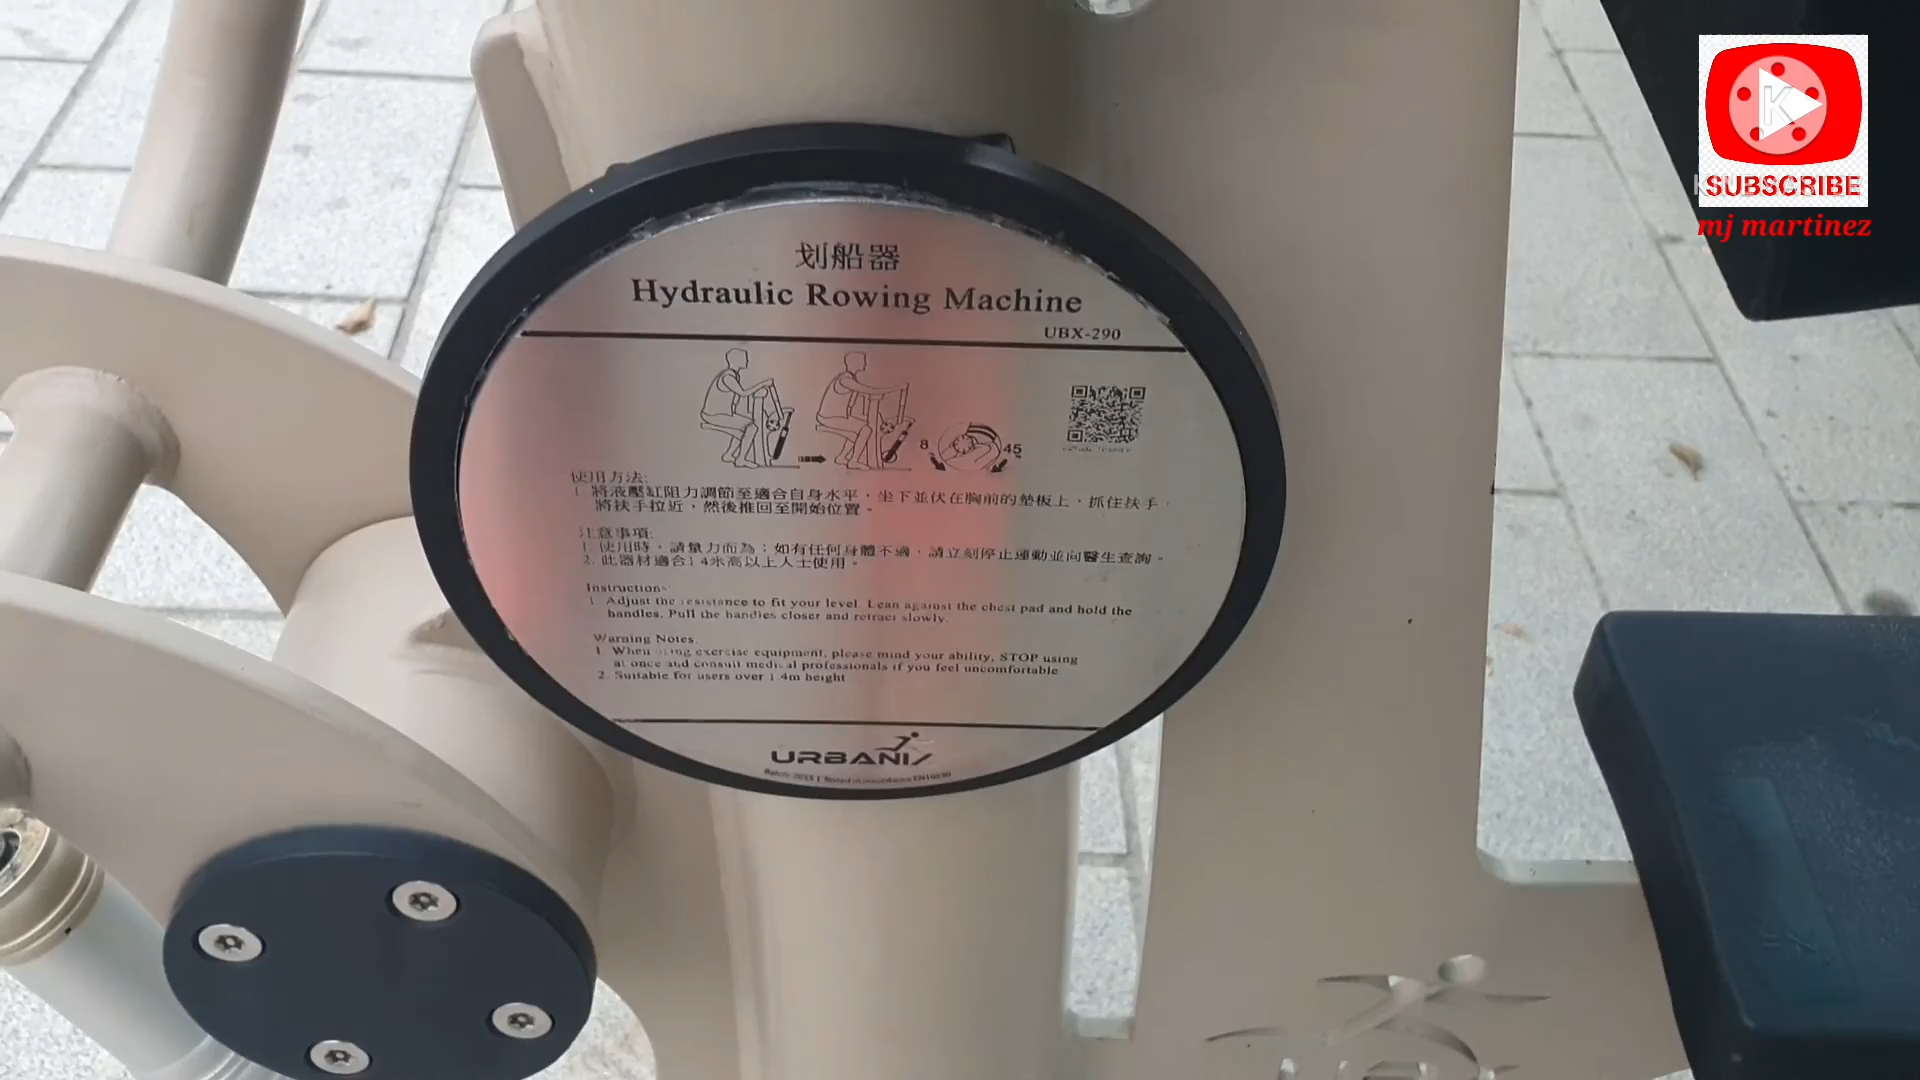 划船器
Hydraulic Rowing Machine
UBX-290
8
45
使用方法:
1. 將液壓缸阻力調節至適合自身水平，坐下並伏在胸前的墊板上，抓住扶手，
將扶手拉近，然後推回至開始位置。
注意事項:
1. 使用時，請量力而為；如有任何身體不適，請立刻停止運動並向醫生查詢。
2. 此器材適合1.4米高以上人士使用。
Instructions:
1. Adjust the resistance to fit your level. Lean against the chest pad and hold the
handles. Pull the handles closer and retract slowly.
Warning Notes:
1. When using exercise equipment, please mind your ability, STOP using
at once and consult medical professionals if you feel uncomfortable
2. Suitable for users over 1.4m height
URBANIX
K
SUBSCRIBE
mj martinez